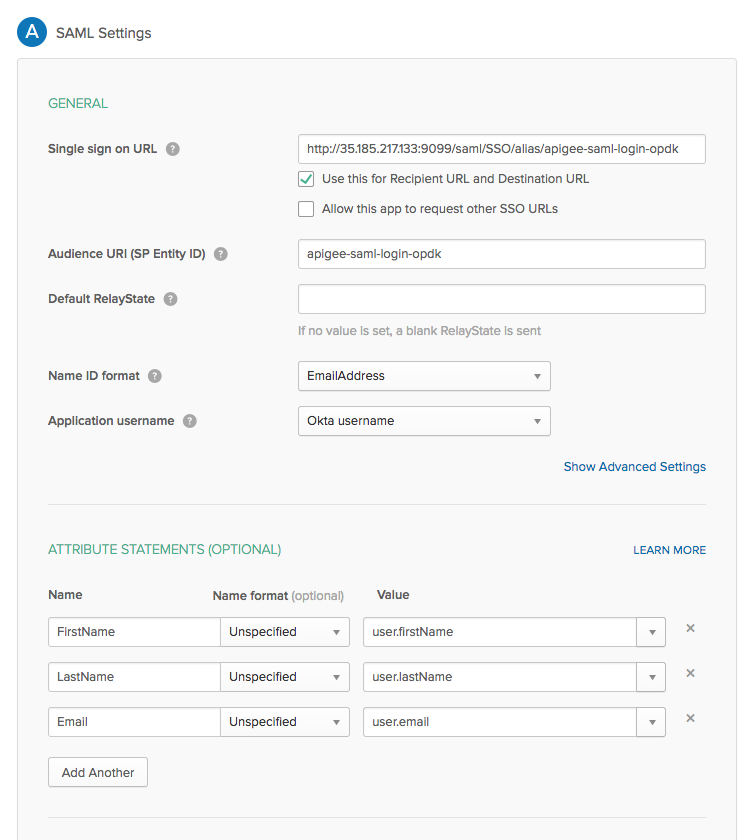 A SAML Settings
GENERAL
Single sign on URL ?
http://35.185.217.133:9099/saml/SSO/alias/apigee-saml-login-opdk
Use this for Recipient URL and Destination URL
Allow this app to request other SSO URLs
Audience URI (SP Entity ID) ?
apigee-saml-login-opdk
Default RelayState ?
If no value is set, a blank RelayState is sent
Name ID format ?
EmailAddress
Application username ?
Okta username
Show Advanced Settings
ATTRIBUTE STATEMENTS (OPTIONAL)
LEARN MORE
Name Name format (optional) Value
FirstName Unspecified user.firstName
LastName Unspecified user.lastName
Email Unspecified user.email
Add Another